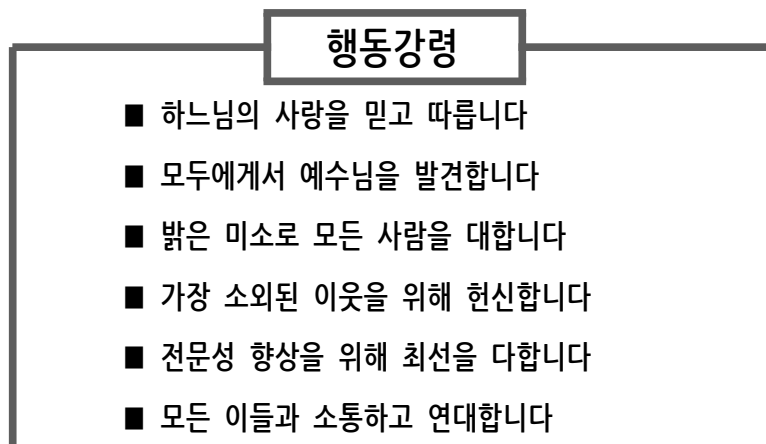 행동강령
■ 하느님의 사랑을 믿고 따릅니다
■ 모두에게서 예수님을 발견합니다
■ 밝은 미소로 모든 사람을 대합니다
■ 가장 소외된 이웃을 위해 헌신합니다
■ 전문성 향상을 위해 최선을 다합니다
■ 모든 이들과 소통하고 연대합니다